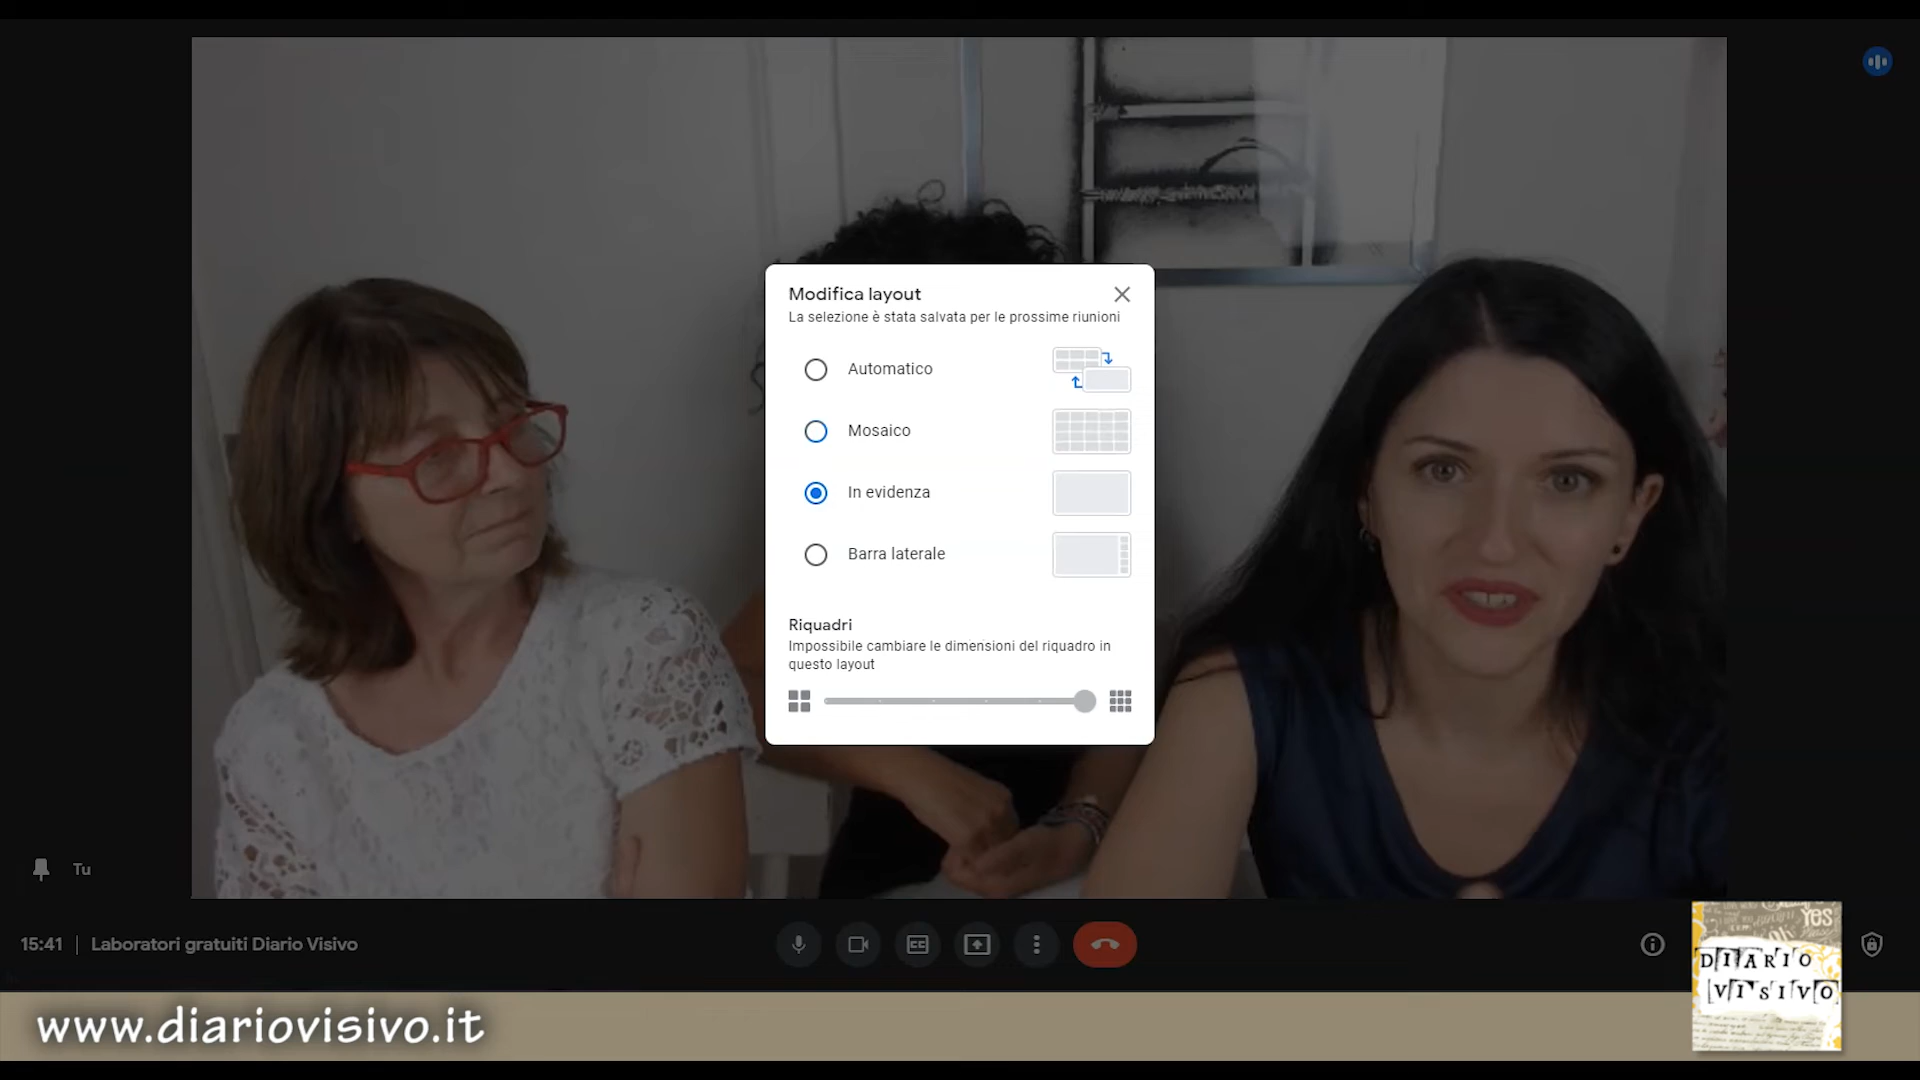 Modifica layout
La selezione è stata salvata per le prossime riunioni
Automatico
Mosaico
In evidenza
Barra laterale
Riquadri
Impossibile cambiare le dimensioni del riquadro in
questo layout
Tu
15:41 | Laboratori gratuiti Diario Visivo
CC
YES
DIARIO
VISIVO
www.diariovisivo.it